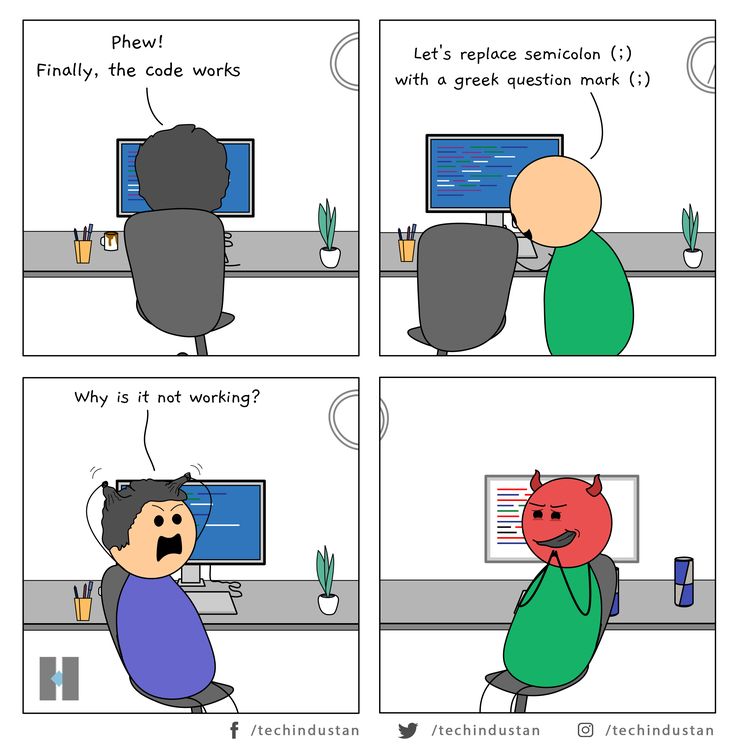 Phew!
Finally, the code works
Let's replace semicolon (;)
with a greek question mark (;)
Why is it not working?
/techindustan
/techindustan
/techindustan